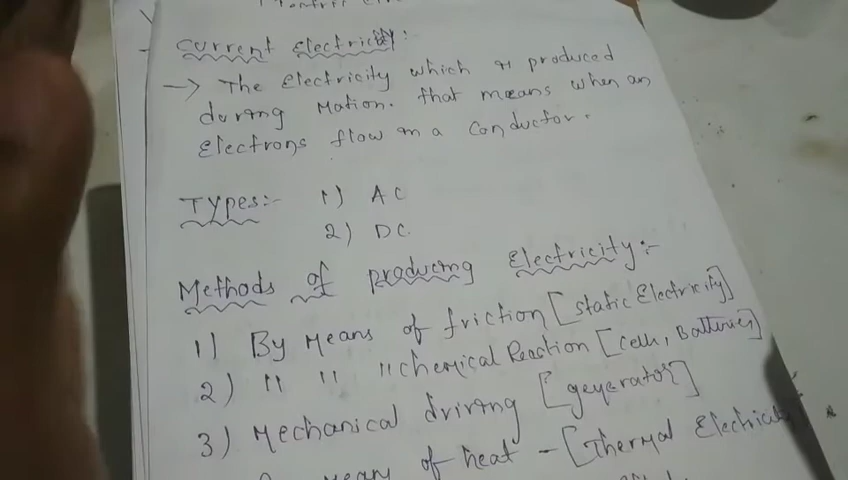 Current Electricity:
→ The Electricity which is produced
during Motion. that means when an
Electrons flow in a conductor.
Types:- 1) AC
2) DC.
Methods of producing Electricity:-
1) By Means of friction [static Electricity]
2) " " " chemical Reaction [cells, Batteries]
3) Mechanical driving [generator]
means of heat - [Thermal